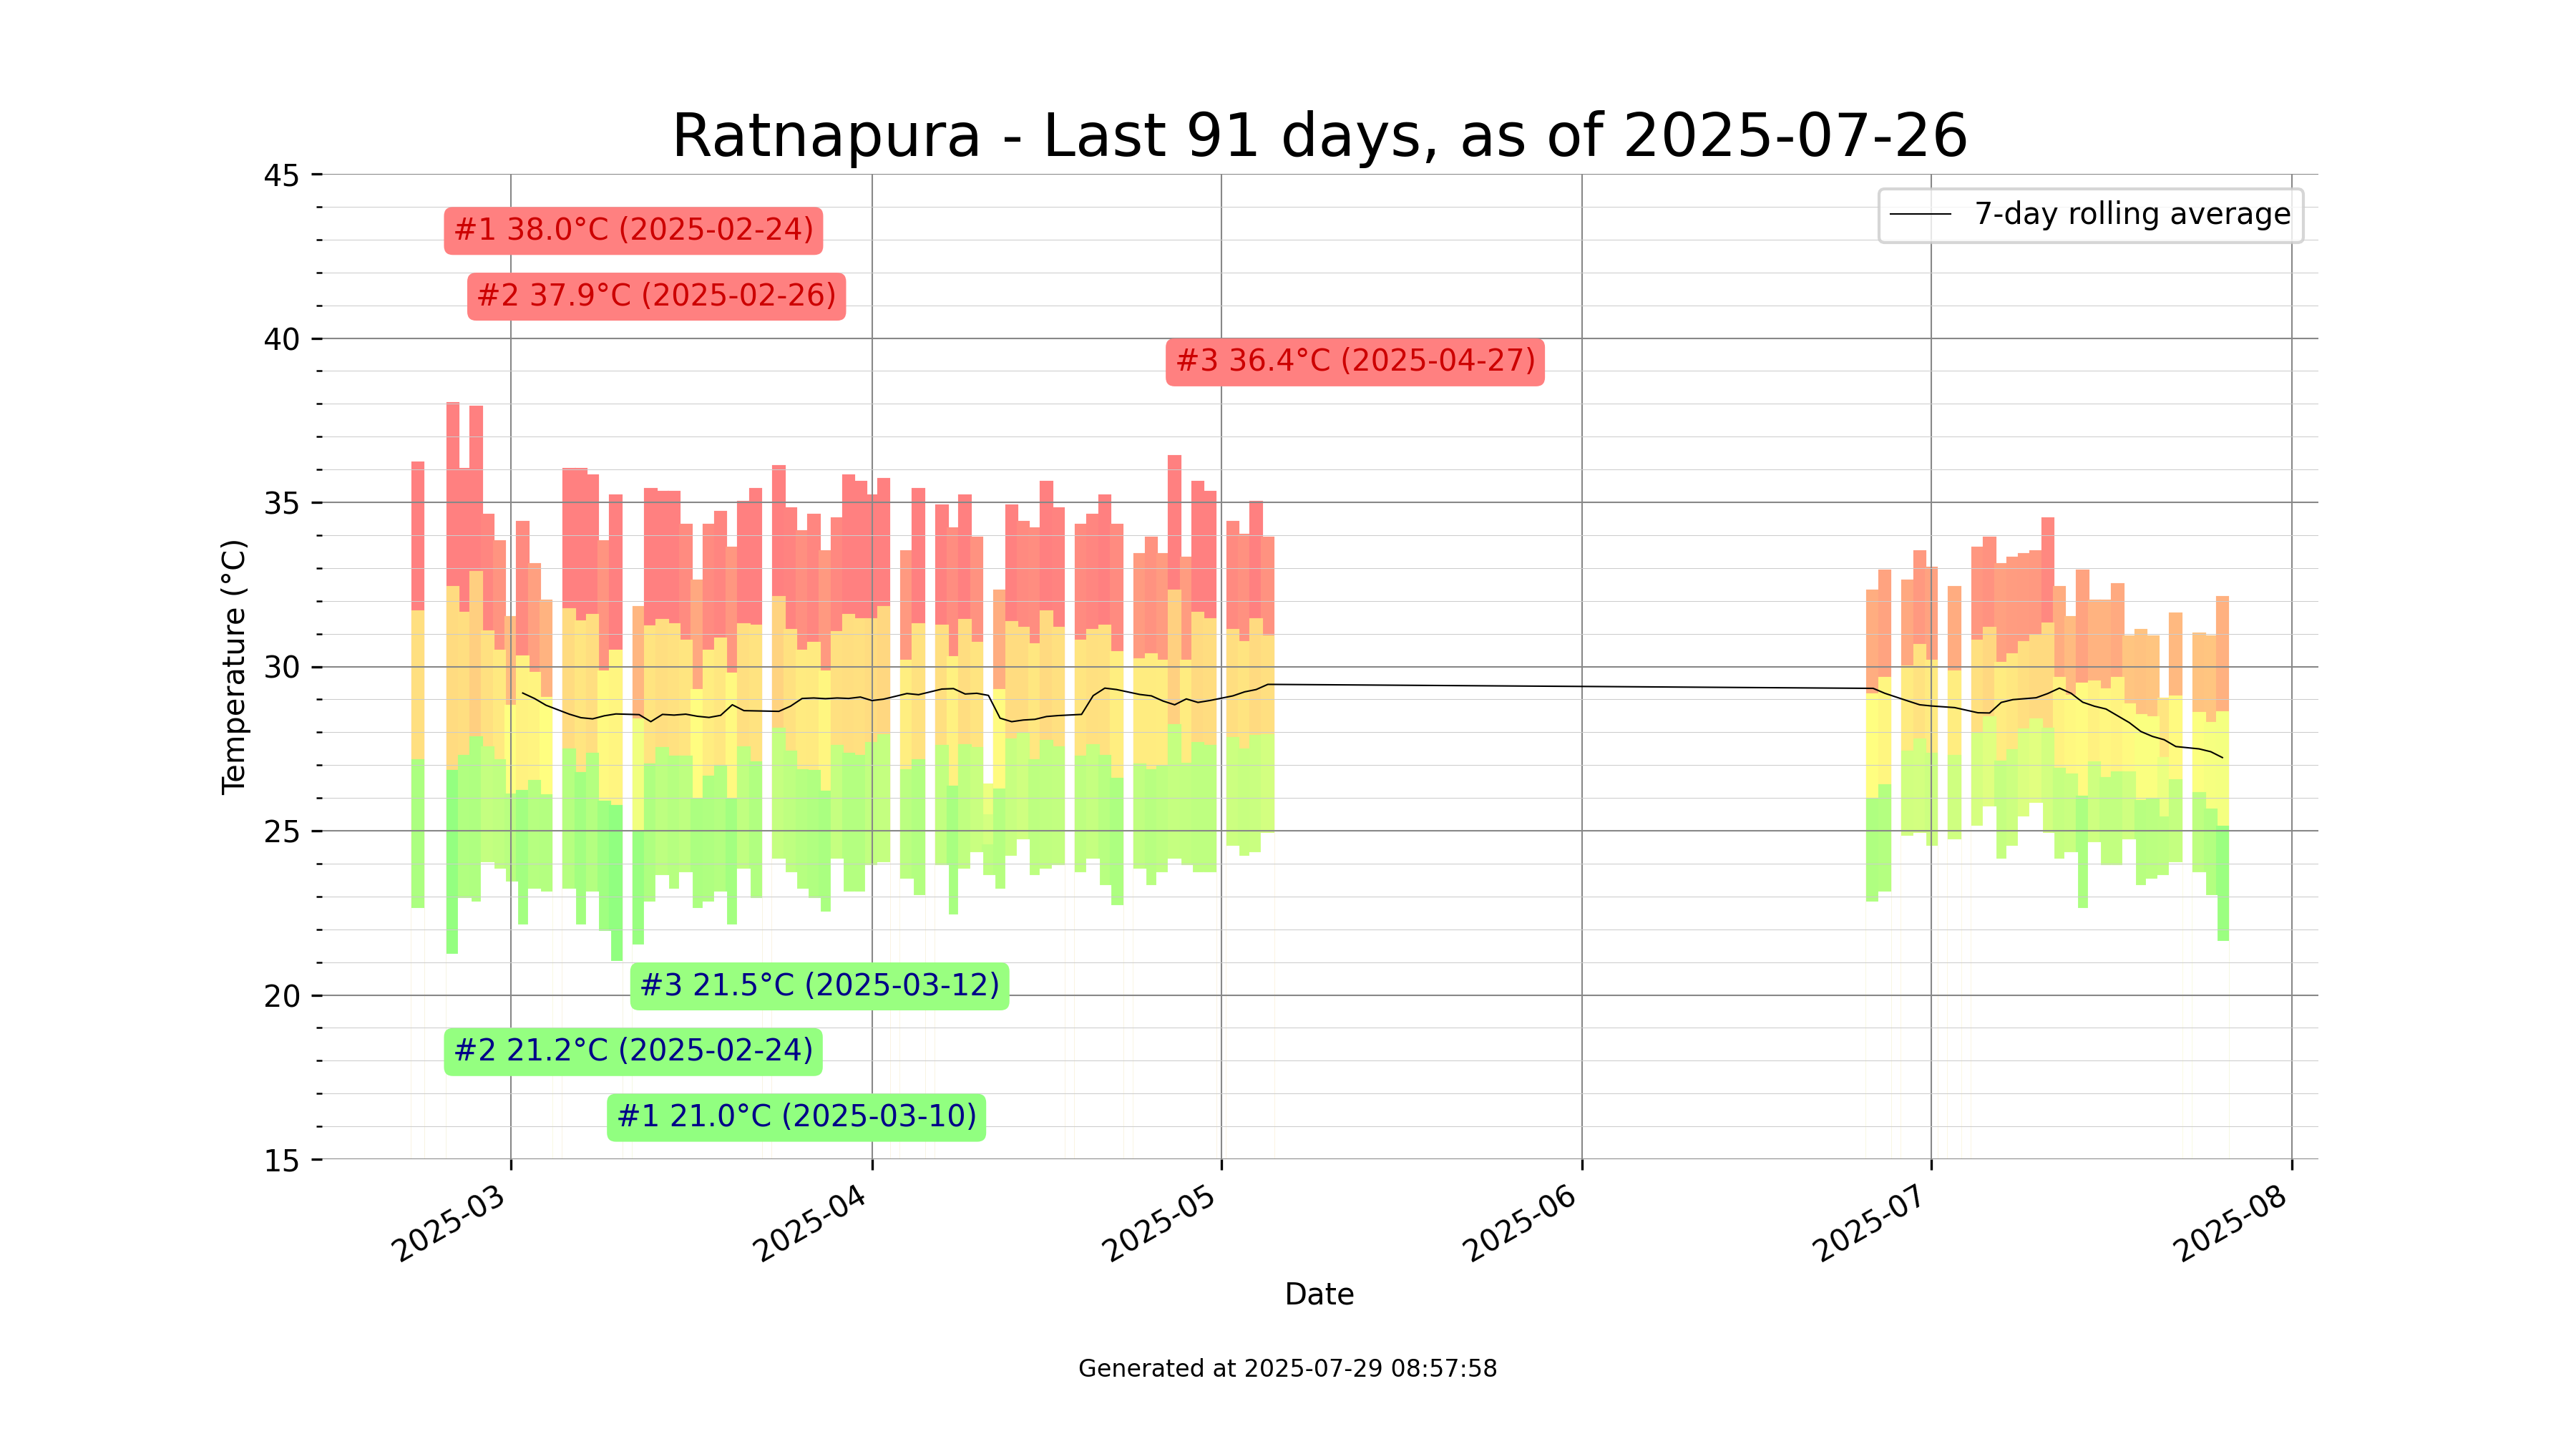 Ratnapura - Last 91 days, as of 2025-07-26
7-day rolling average
#1 38.0°C (2025-02-24)
#2 37.9°C (2025-02-26)
#3 36.4°C (2025-04-27)
#3 21.5°C (2025-03-12)
#2 21.2°C (2025-02-24)
#1 21.0°C (2025-03-10)
Temperature (°C)
45
40
35
30
25
20
15
2025-03
2025-04
2025-05
2025-06
2025-07
2025-08
Date
Generated at 2025-07-29 08:57:58